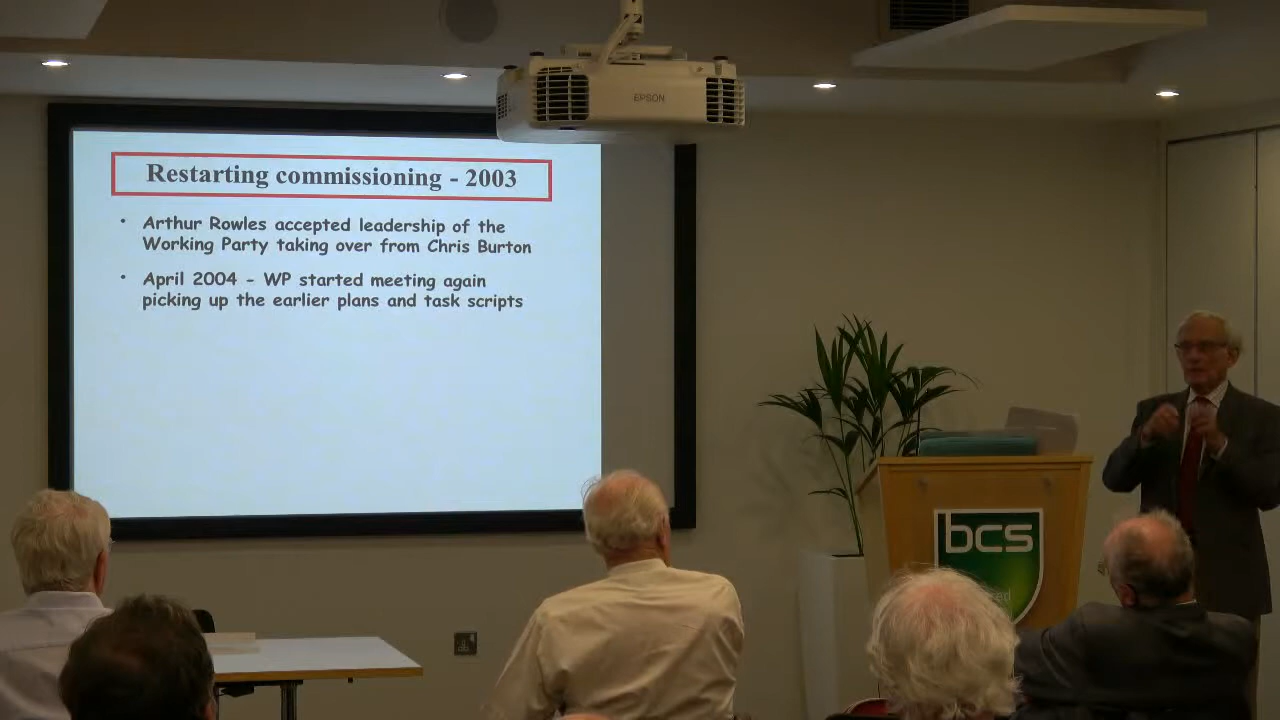 EPSON
Restarting commissioning - 2003
• Arthur Rowles accepted leadership of the
Working Party taking over from Chris Burton
• April 2004 - WP started meeting again
picking up the earlier plans and task scripts
bcs